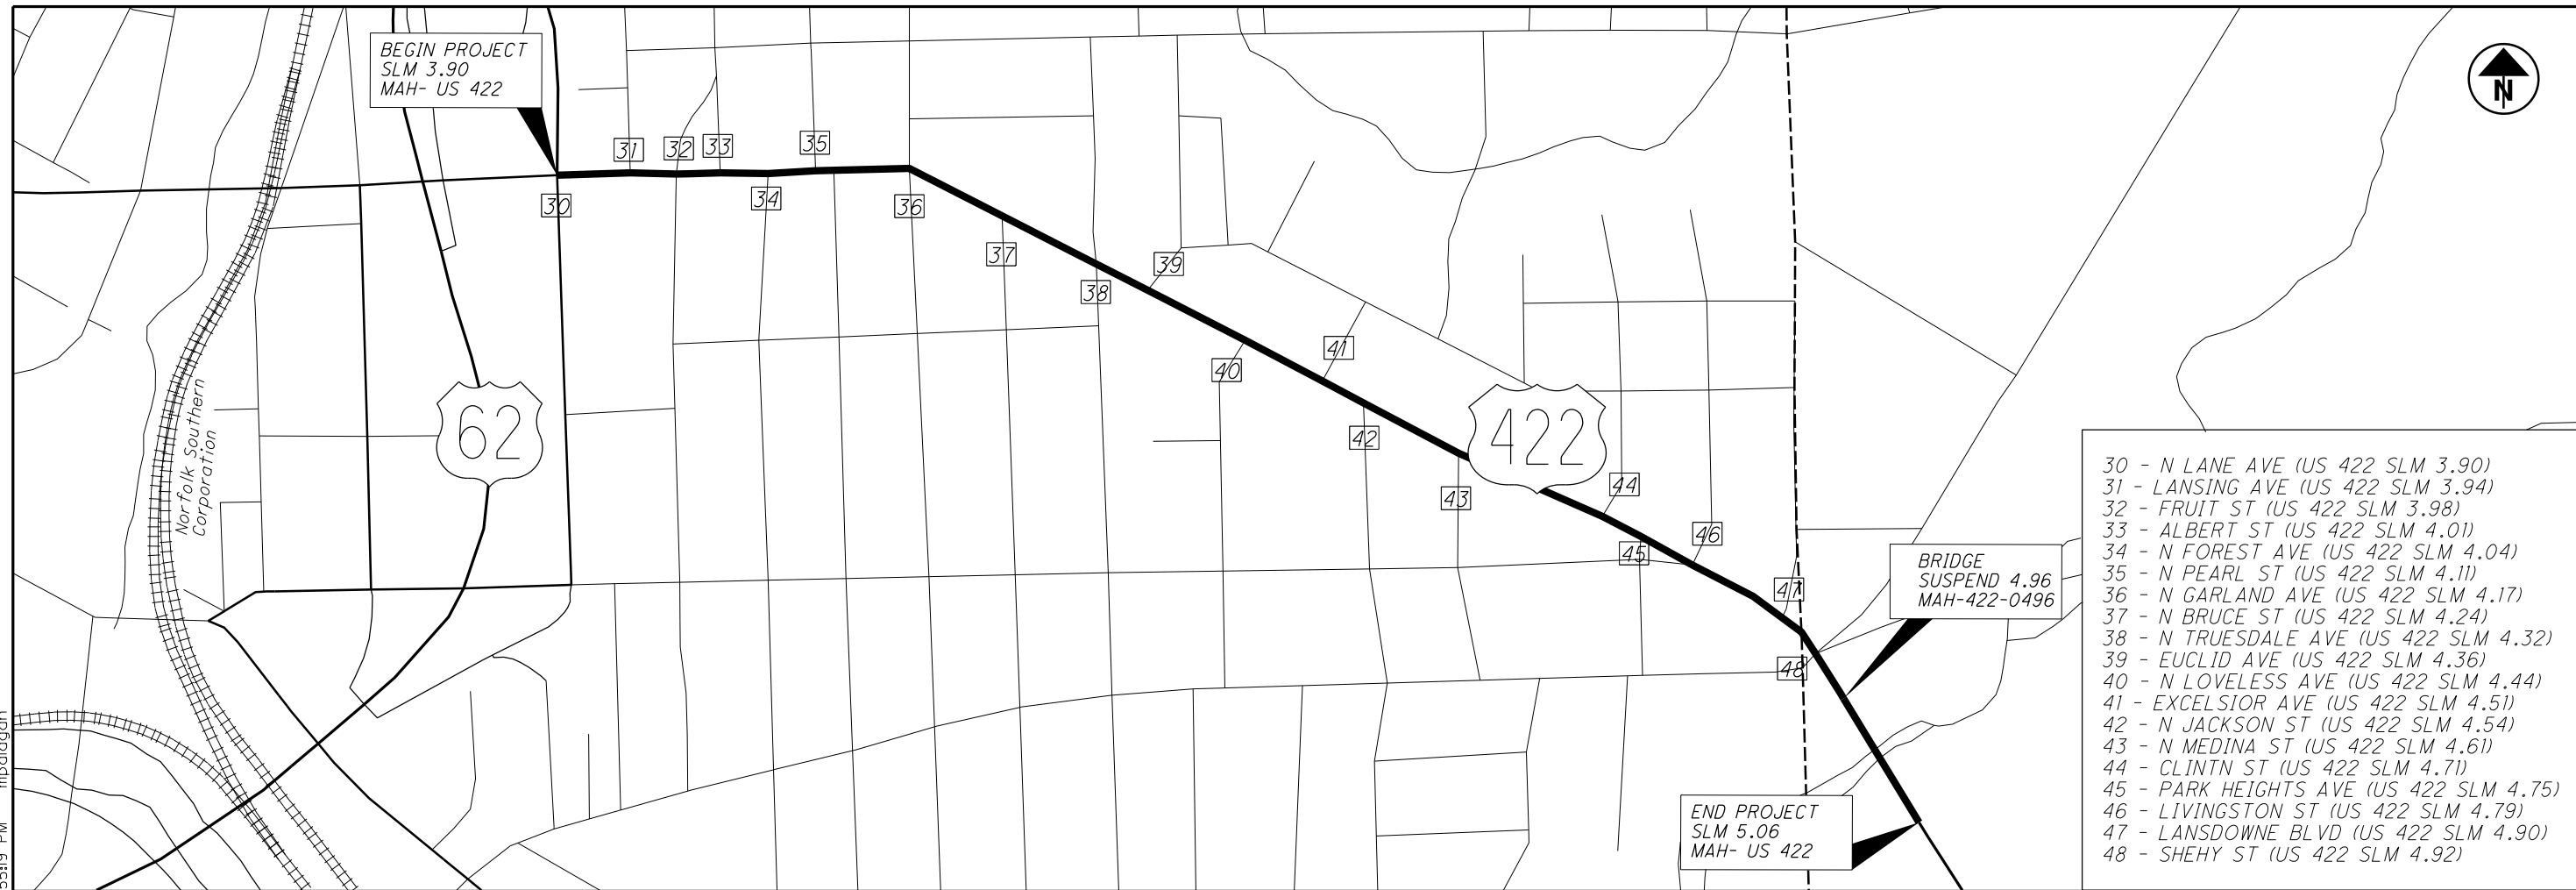 BEGIN PROJECT
SLM 3.90
MAH- US 422
N
31
32
33
35
30
34
36
37
39
38
41
40
62
422
42
43
44
46
45
47
48
Norfolk Southern
Corporation
BRIDGE
SUSPEND 4.96
MAH-422-0496
END PROJECT
SLM 5.06
MAH- US 422
30 - N LANE AVE (US 422 SLM 3.90)
31 - LANSING AVE (US 422 SLM 3.94)
32 - FRUIT ST (US 422 SLM 3.98)
33 - ALBERT ST (US 422 SLM 4.01)
34 - N FOREST AVE (US 422 SLM 4.04)
35 - N PEARL ST (US 422 SLM 4.11)
36 - N GARLAND AVE (US 422 SLM 4.17)
37 - N BRUCE ST (US 422 SLM 4.24)
38 - N TRUESDALE AVE (US 422 SLM 4.32)
39 - EUCLID AVE (US 422 SLM 4.36)
40 - N LOVELESS AVE (US 422 SLM 4.44)
41 - EXCELSIOR AVE (US 422 SLM 4.51)
42 - N JACKSON ST (US 422 SLM 4.54)
43 - N MEDINA ST (US 422 SLM 4.61)
44 - CLINTN ST (US 422 SLM 4.71)
45 - PARK HEIGHTS AVE (US 422 SLM 4.75)
46 - LIVINGSTON ST (US 422 SLM 4.79)
47 - LANSDOWNE BLVD (US 422 SLM 4.90)
48 - SHEHY ST (US 422 SLM 4.92)
PM